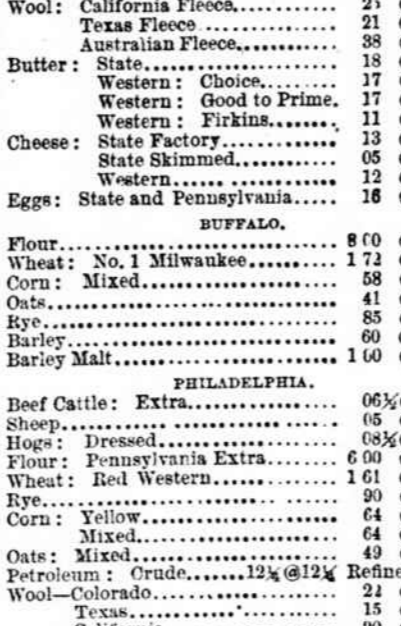 Wool: California Fleece..........
Texas Fleece.............. 21
Australian Fleece............ 38
Butter: State...................... 18
Western: Choice......... 17
Western: Good to Prime. 17
Western: Firkins........ 11
Cheese: State Factory............. 13
State Skimmed............ 05
Western................... 12
Eggs: State and Pennsylvania..... 16
BUFFALO.
Flour................................. 8 00
Wheat: No. 1 Milwaukee.......... 1 72
Corn: Mixed....................... 58
Oats.................................. 41
Rye................................... 85
Barley................................ 60
Barley Malt........................... 1 60
PHILADELPHIA.
Beef Cattle: Extra................ 06½
Sheep................................. 05
Hogs: Dressed..................... 08½
Flour: Pennsylvania Extra........ 6 00
Wheat: Red Western............... 1 61
Rye................................... 90
Corn: Yellow...................... 64
Mixed....................... 64
Oats: Mixed....................... 49
Petroleum: Crude.......12¼@12¼ Refine
Wool—Colorado....................
Texas....................... 15